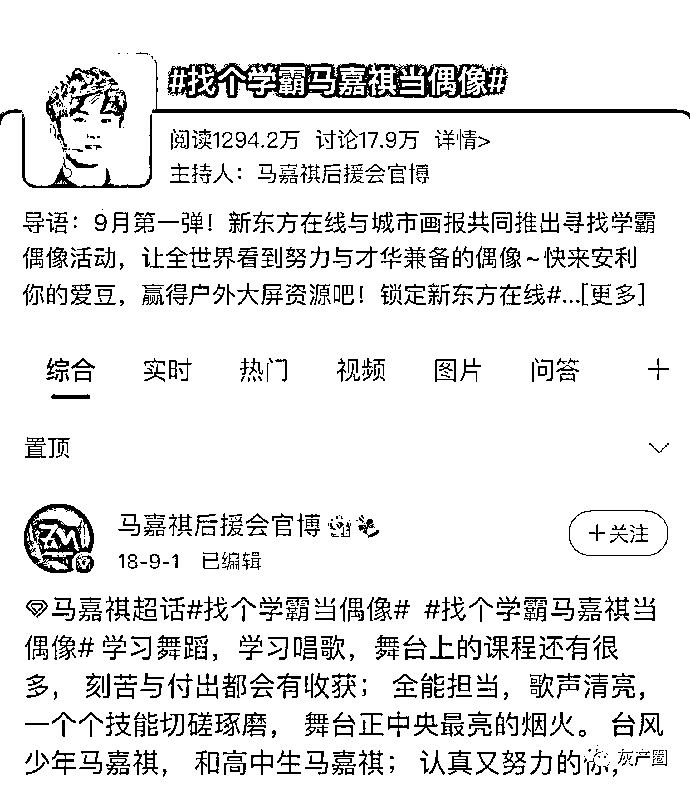 #找个学霸马嘉祺当偶像#
阅读1294.2万 讨论17.9万 详情>
主持人：马嘉祺后援会官博
导语：9月第一弹！新东方在线与城市画报共同推出寻找学霸
偶像活动，让全世界看到努力与才华兼备的偶像~快来安利
你的爱豆，赢得户外大屏资源吧！锁定新东方在线#...[更多]
综合 实时 热门 视频 图片 问答 +
置顶
马嘉祺后援会官博
+关注
18-9-1 已编辑
马嘉祺超话#找个学霸当偶像# #找个学霸马嘉祺当
偶像# 学习舞蹈，学习唱歌，舞台上的课程还有很
多， 刻苦与付出都会有收获； 全能担当，歌声清亮，
一个个技能切磋琢磨， 舞台正中央最亮的烟火。 台风
少年马嘉祺， 和高中生马嘉祺； 认真又努力的你，
灰产圈